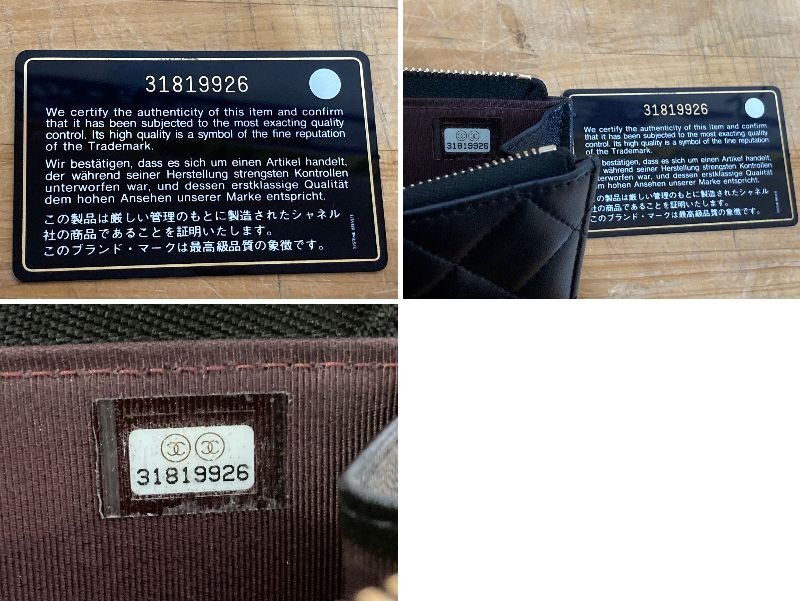 31819926
We certify the authenticity of this item and confirm
that it has been subjected to the most exacting quality
control. Its high quality is a symbol of the fine reputation
of the Trademark.
Wir bestätigen, dass es sich um einen Artikel handelt,
der während seiner Herstellung strengsten Kontrollen
unterworfen war, und dessen erstklassige Qualität
dem hohen Ansehen unserer Marke entspricht.
この製品は厳しい管理のもとに製造されたシャネル
社の商品であることを証明いたします。
このブランド・マークは最高級品質の象徴です。
31819926
31819926
We certify the authenticity of this item and confirm
that it has been subjected to the most exacting quality
control. Its high quality is a symbol of the fine reputation
of the Trademark.
bestätigen, dass es sich um einen Artikel handelt,
während seiner Herstellung strengsten Kontrollen
unterworfen war, und dessen erstklassige Qualität
dem hohen Ansehen unserer Marke entspricht.
この製品は厳しい管理のもとに製造されたシャネル
社の商品であることを証明いたします。
このブランド・マークは最高級品質の象徴です。
31819926